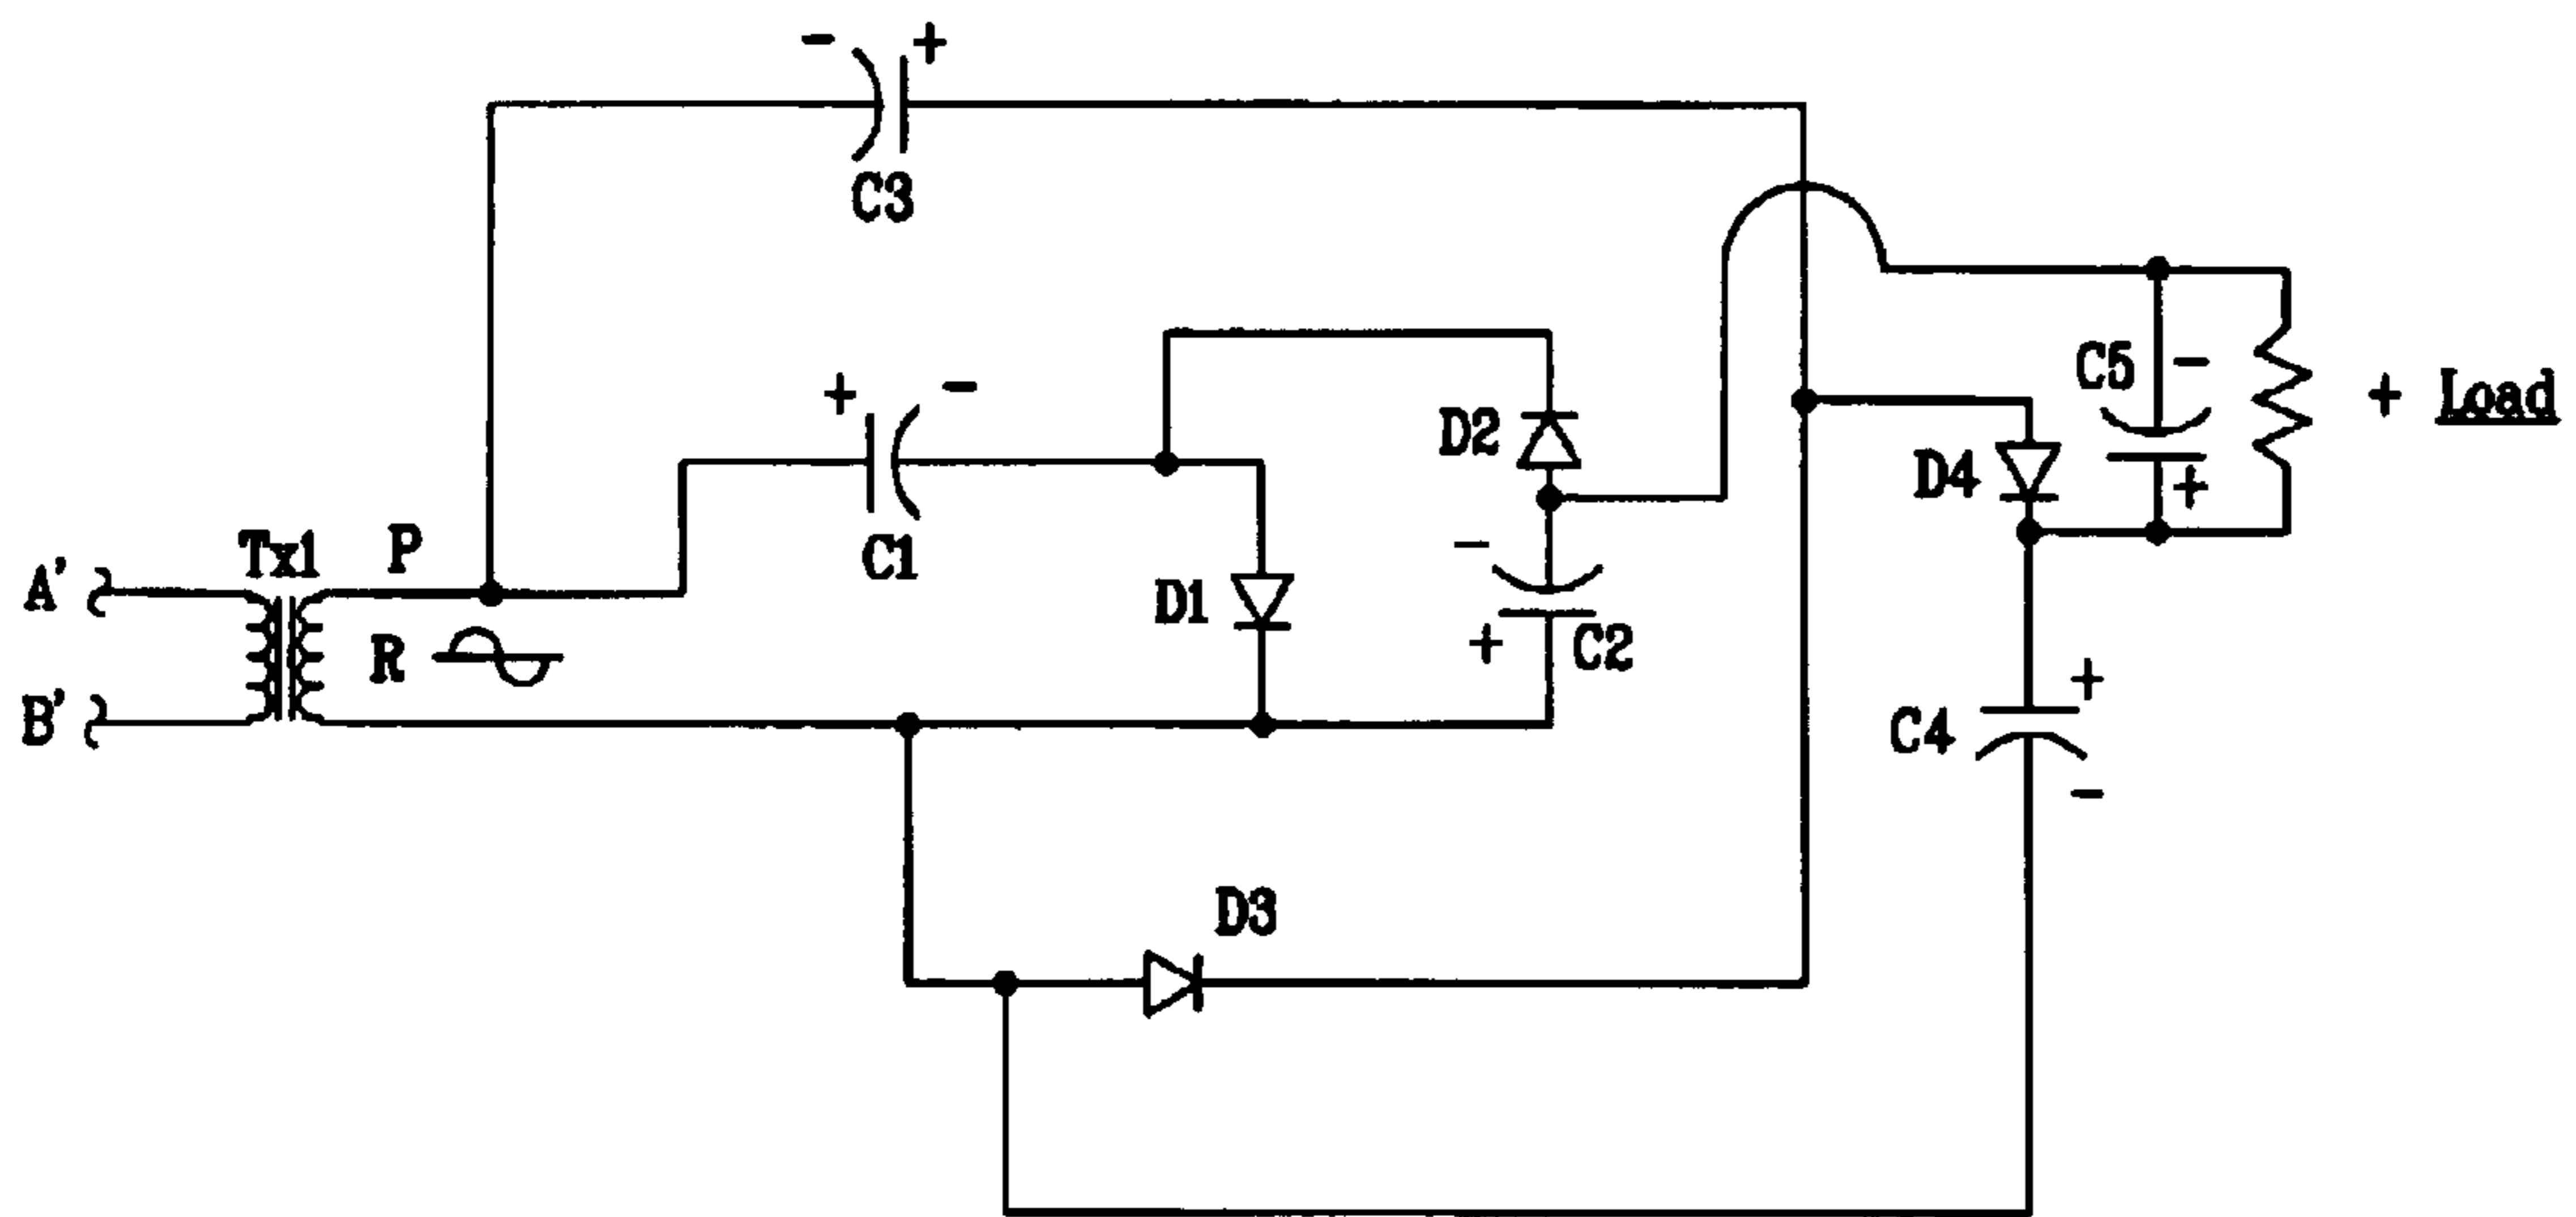 - +
C3
+ -
C1
D2
C5 -
+
+ Load
D4
Tx1 P
A'
R
D1
-
+ C2
B'
+
C4
-
D3